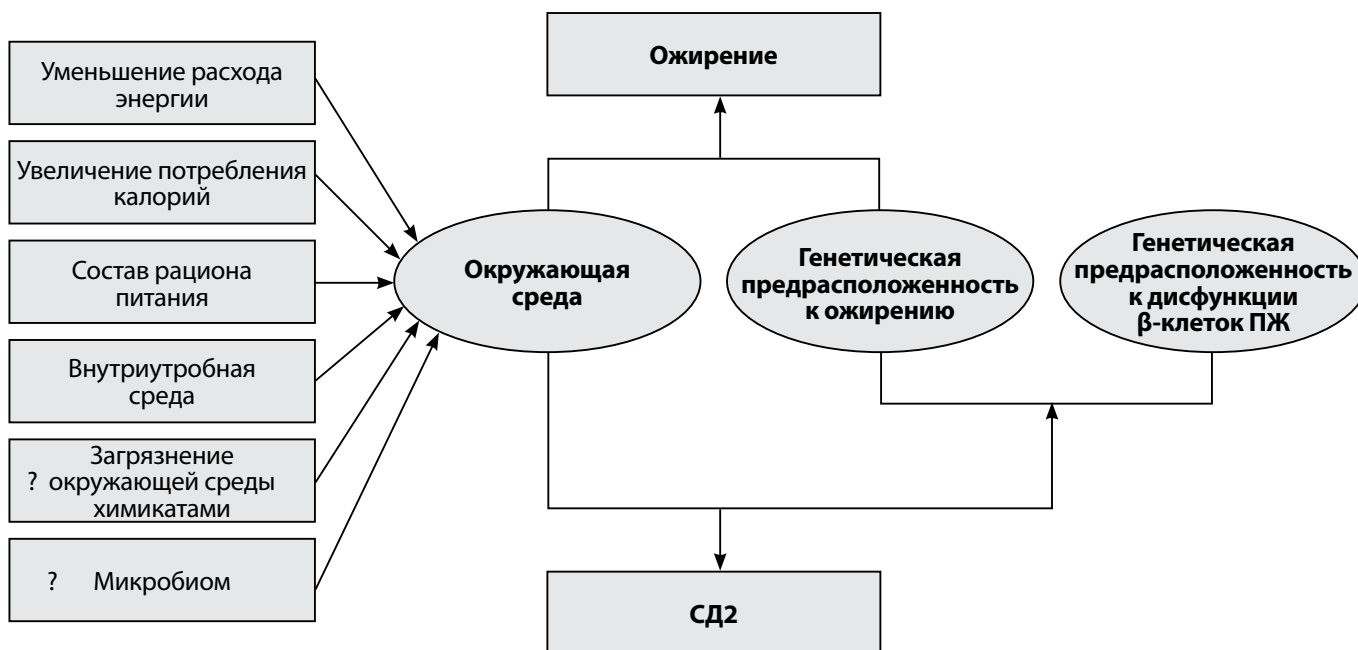 Уменьшение расхода
энергии
Увеличение потребления
калорий
Состав рациона
питания
Внутриутробная
среда
Загрязнение
? окружающей среды
химикатами
? Микробиом
Ожирение
Окружающая
среда
Генетическая
предрасположенность
к ожирению
Генетическая
предрасположенность
к дисфункции
β-клеток ПЖ
СД2